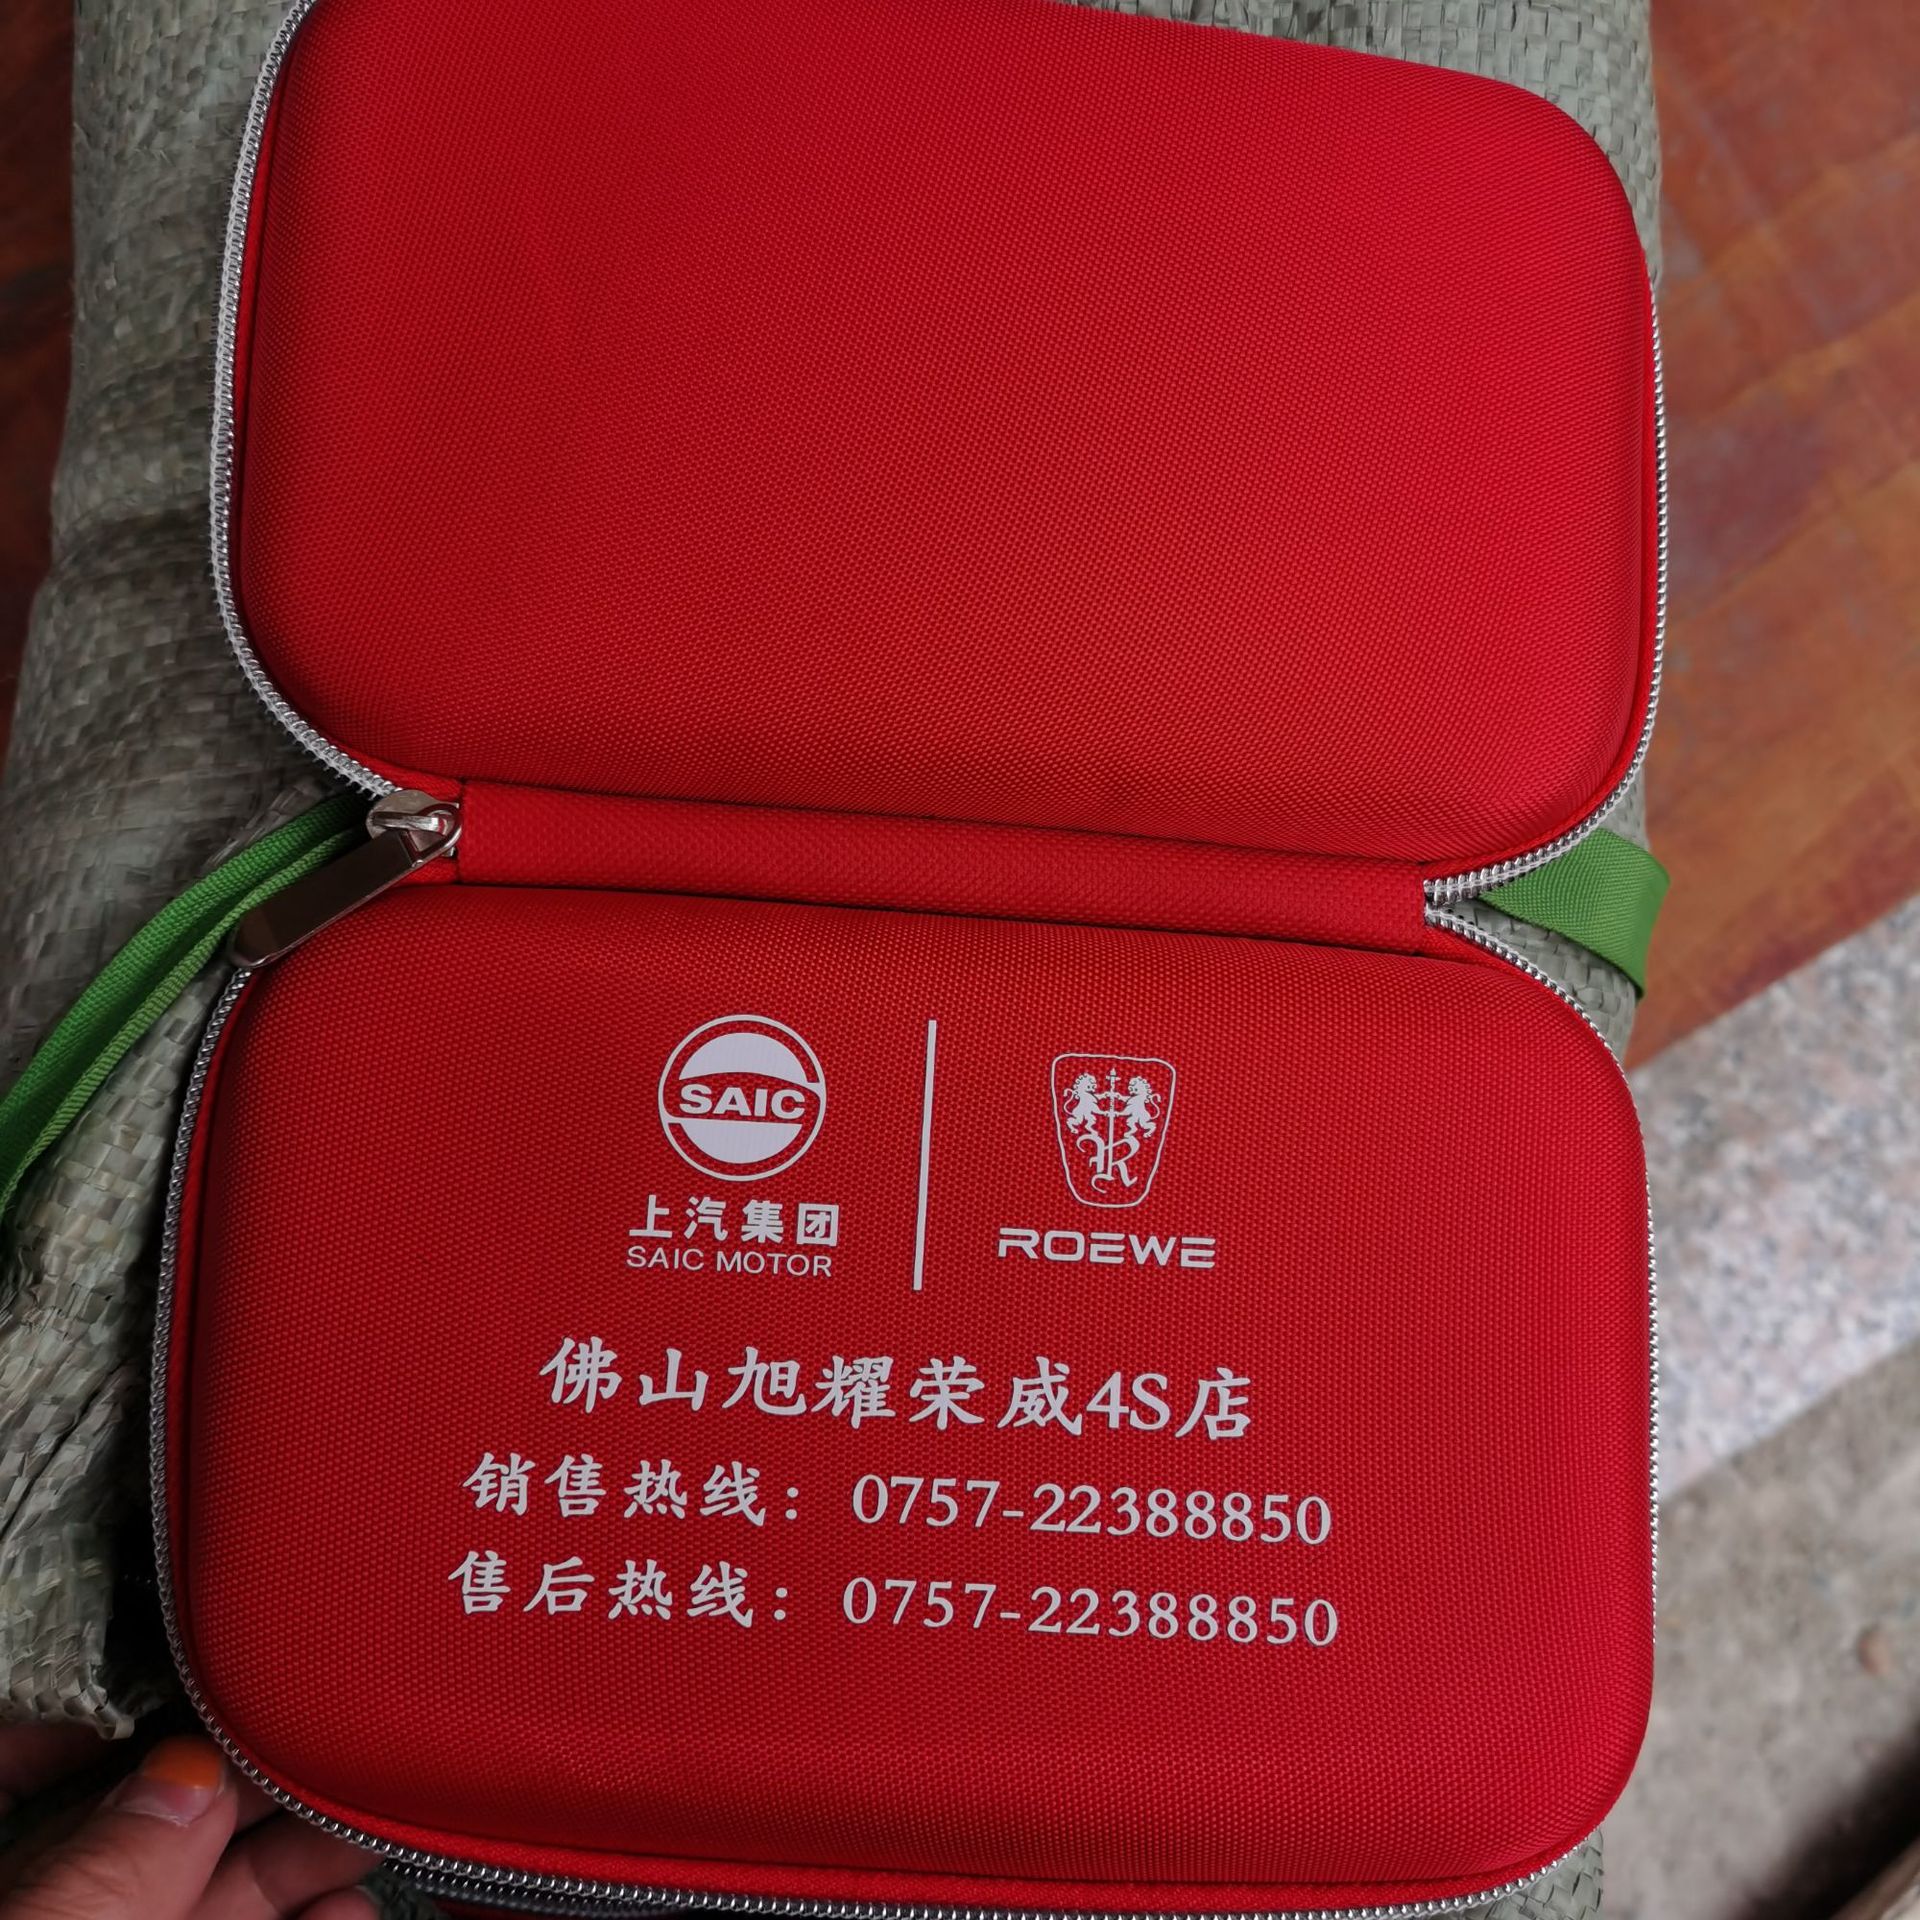 SAIC
R
上汽集团
SAIC MOTOR
ROEWE
佛山旭耀荣威4S店
销售热线：0757-22388850
售后热线：0757-22388850